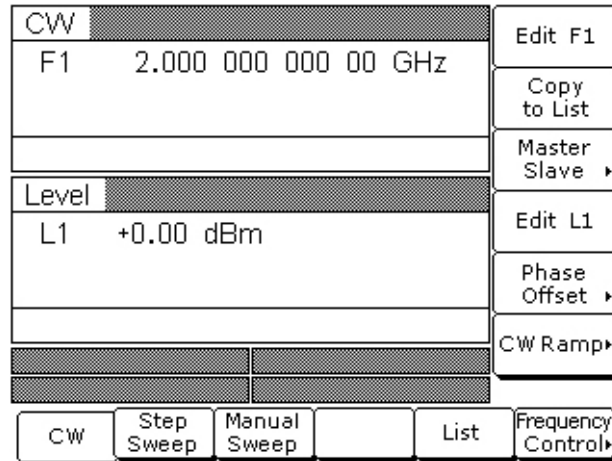 CW
F1 2.000 000 000 00 GHz
Level
L1 +0.00 dBm
Edit F1
Copy
to List
Master
Slave
Edit L1
Phase
Offset
CW Ramp
CW
Step
Sweep
Manual
Sweep
List
Frequency
Control